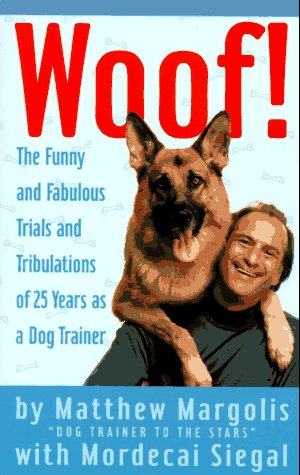 Woof!
The Funny
and Fabulous
Trials and
Tribulations
of 25 Years as
a Dog Trainer
by Matthew Margolis
"DOG TRAINER TO THE STARS"
with Mordecai Siegal